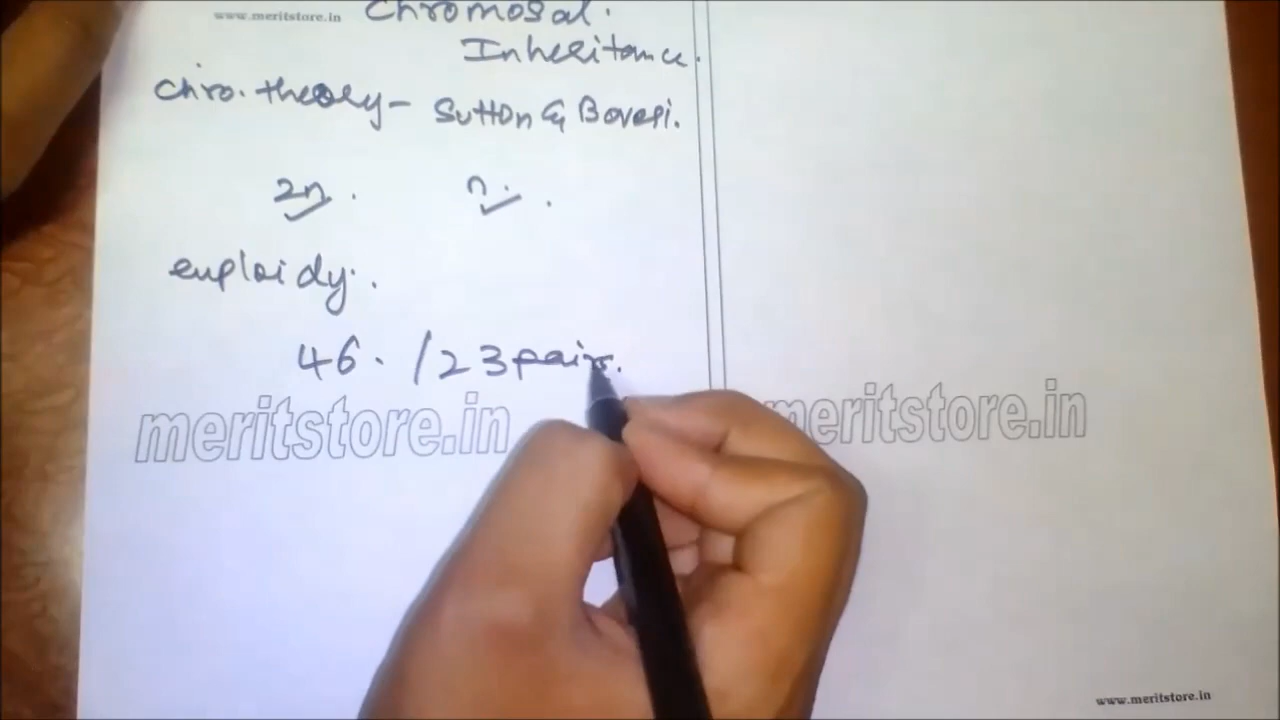 www.meritstore.in Chromosal.
Inheritance.
Chro. theory - Sutton & Boveri.
2n. n.
euploidy.
46. / 23 pairs.
meritstore.in meritstore.in
www.meritstore.in